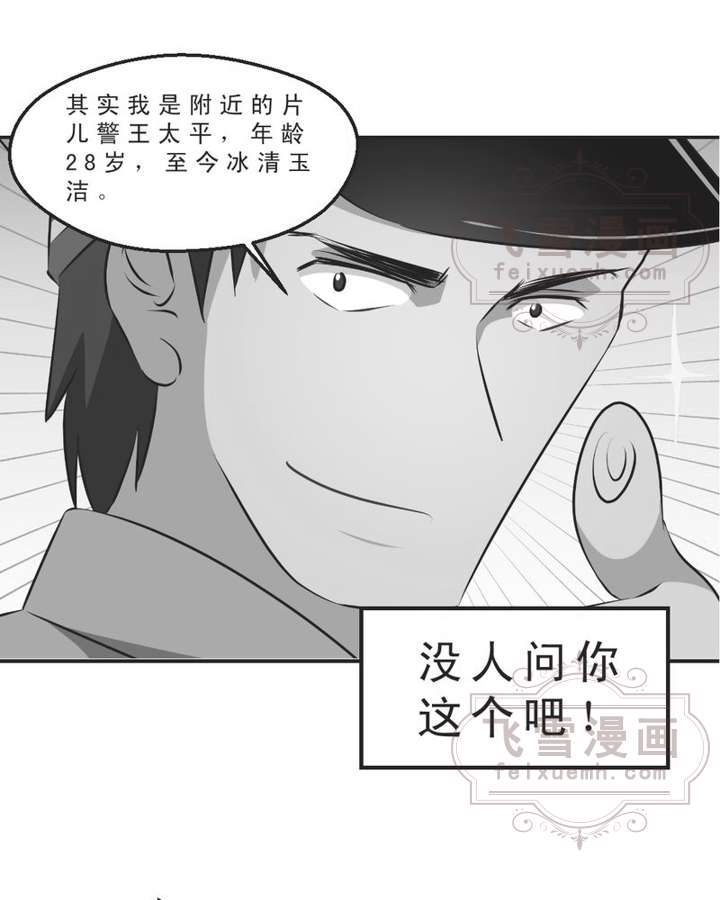 其实我是附近的片
儿警王太平，年龄
28岁，至今冰清玉
洁。
飞雪漫画
feixuemh.com
没人问你
这个吧！
飞雪漫画
feixuemh.com